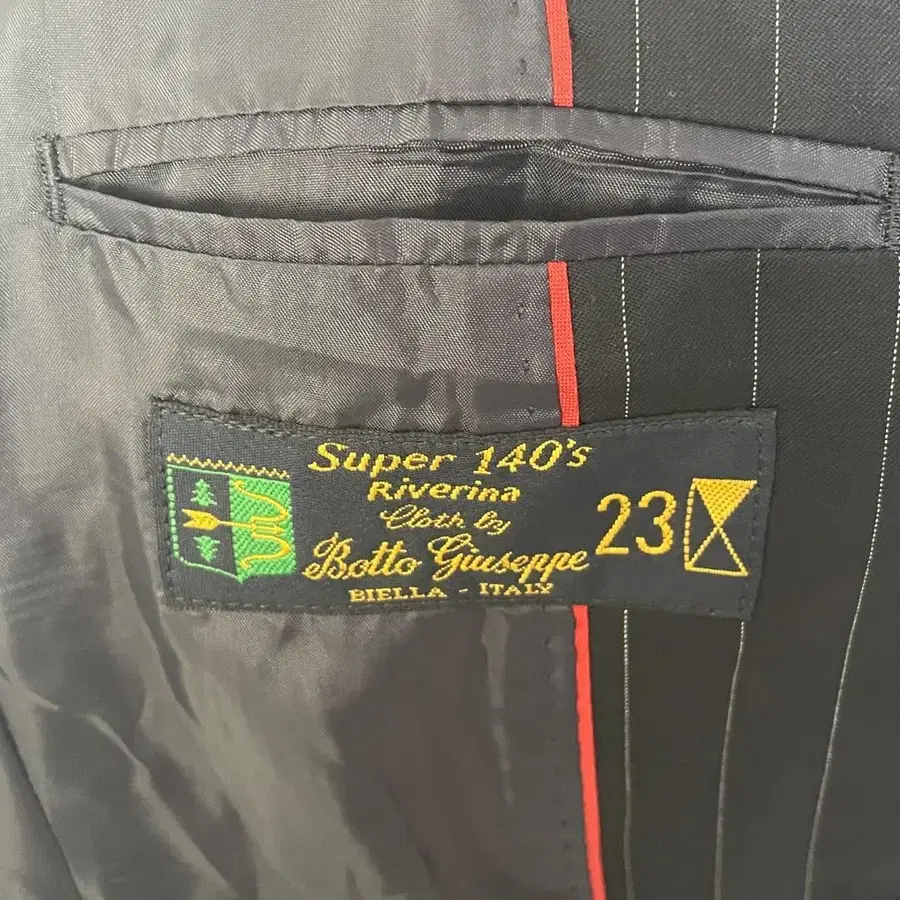 Super 140's
Riverina
Cloth by
Botto Giuseppe
BIELLA - ITALY
23